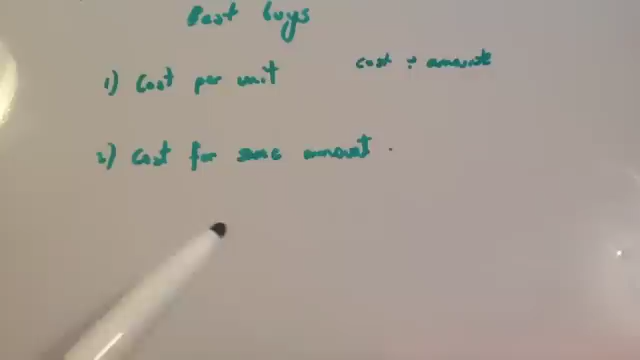 Best buys
1) Cost per unit cost ÷ amount
2) Cost for same amount.